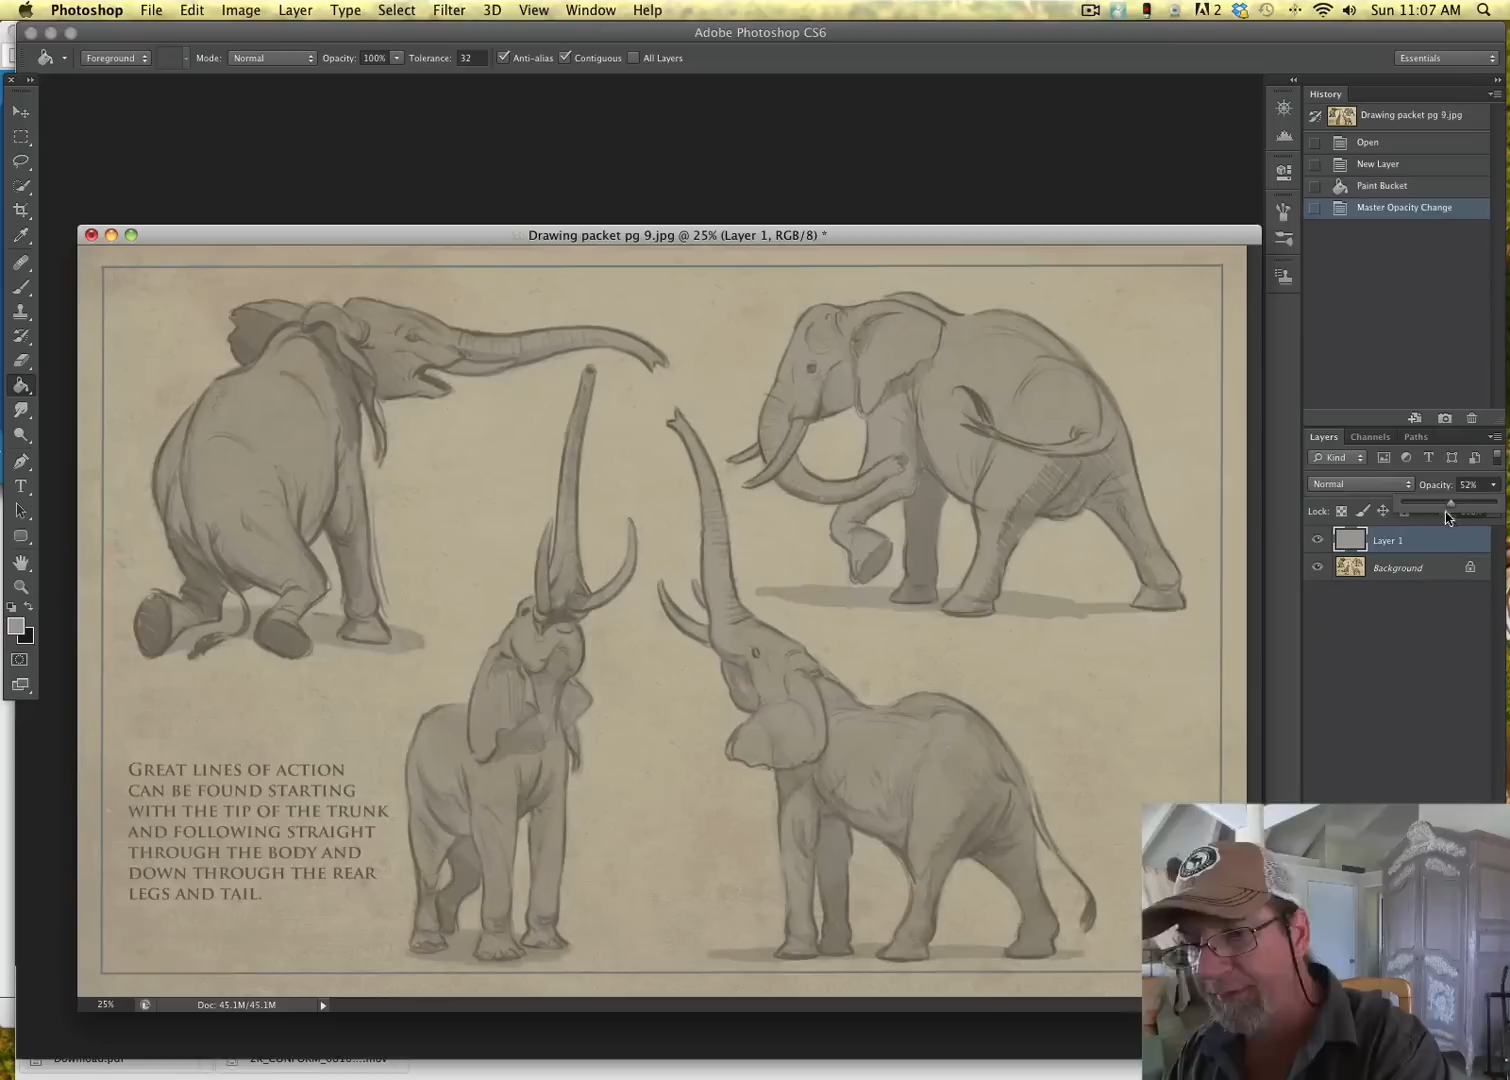 Photoshop File Edit Image Layer Type Select Filter 3D View Window Help
2 Sun 11:07 AM
Adobe Photoshop CS6
Foreground Mode: Normal Opacity: 100% Tolerance: 32 Anti-alias Contiguous All Layers Essentials
History
Drawing packet pg 9.jpg
Open
New Layer
Paint Bucket
Master Opacity Change
Drawing packet pg 9.jpg @ 25% (Layer 1, RGB/8) *
Layers Channels Paths
Kind
Normal Opacity: 52%
Lock:
Layer 1
Background
GREAT LINES OF ACTION
CAN BE FOUND STARTING
WITH THE TIP OF THE TRUNK
AND FOLLOWING STRAIGHT
THROUGH THE BODY AND
DOWN THROUGH THE REAR
LEGS AND TAIL.
25% Doc: 45.1M/45.1M